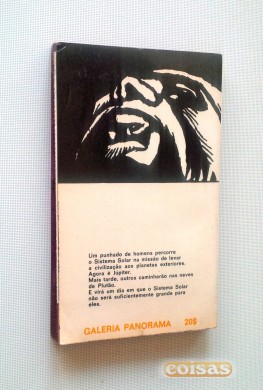 Um punhado de homens percorre
o Sistema Solar na missão de levar
a civilização aos planetas exteriores.
Agora é Júpiter.
Mais tarde, outros caminharão nas neves
de Plutão.
E virá um dia em que o Sistema Solar
não será suficientemente grande para
eles.
GALERIA PANORAMA 20$
coisas